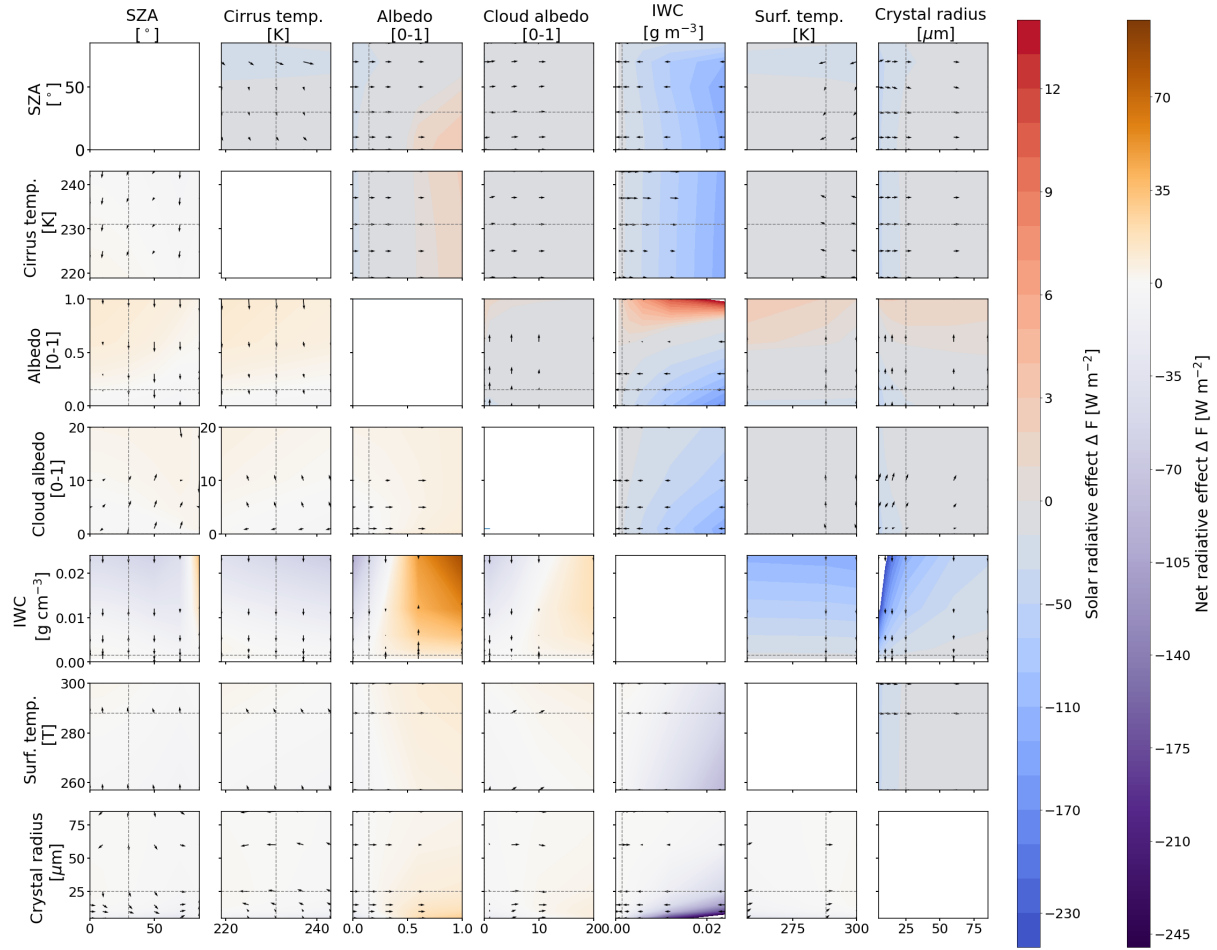 SZA
[°]
Cirrus temp.
[K]
Albedo
[0-1]
Cloud albedo
[0-1]
IWC
[g m⁻³]
Surf. temp.
[K]
Crystal radius
[μm]
SZA
[°]
50
0
Cirrus temp.
[K]
240
230
220
Albedo
[0-1]
1.0
0.5
0.0
Cloud albedo
[0-1]
20
10
0
20
10
0
IWC
[g cm⁻³]
0.02
0.01
0.00
Surf. temp.
[T]
300
280
260
Crystal radius
[μm]
75
50
25
0 50
220 240
0.0 0.5 1.0
0 10 20
0.00 0.02
275 300
25 50 75
12
9
6
3
0
−50
−110
−170
−230
Solar radiative effect Δ F [W m⁻²]
70
35
0
−35
−70
−105
−140
−175
−210
−245
Net radiative effect Δ F [W m⁻²]